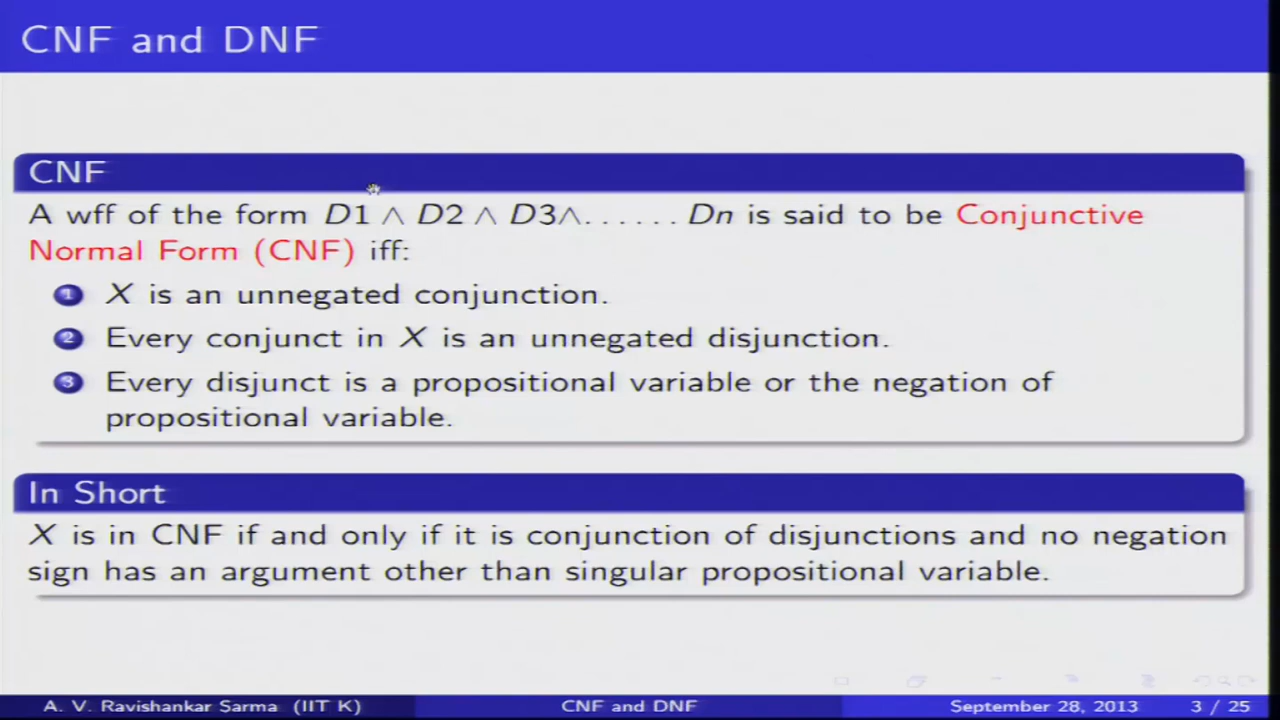 CNF and DNF
CNF
A wff of the form D1 ∧ D2 ∧ D3∧...... Dn is said to be Conjunctive
Normal Form (CNF) iff:
1 X is an unnegated conjunction.
2 Every conjunct in X is an unnegated disjunction.
3 Every disjunct is a propositional variable or the negation of
propositional variable.
In Short
X is in CNF if and only if it is conjunction of disjunctions and no negation
sign has an argument other than singular propositional variable.
A. V. Ravishankar Sarma (IIT K) CNF and DNF September 28, 2013 3 / 25